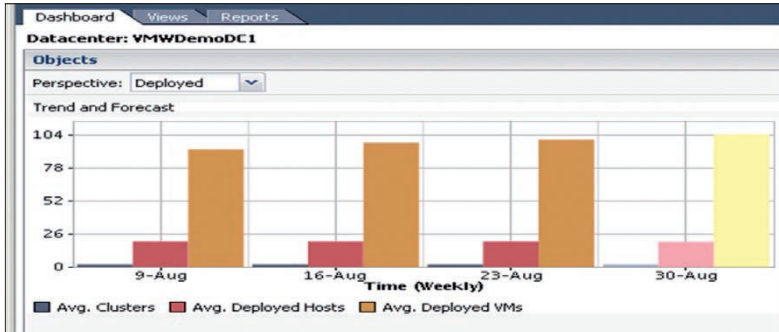 Dashboard Views Reports
Datacenter: VMWDemoDC1
Objects
Perspective: Deployed
Trend and Forecast
104
78
52
26
0
9-Aug 16-Aug 23-Aug 30-Aug
Time (Weekly)
Avg. Clusters Avg. Deployed Hosts Avg. Deployed VMs